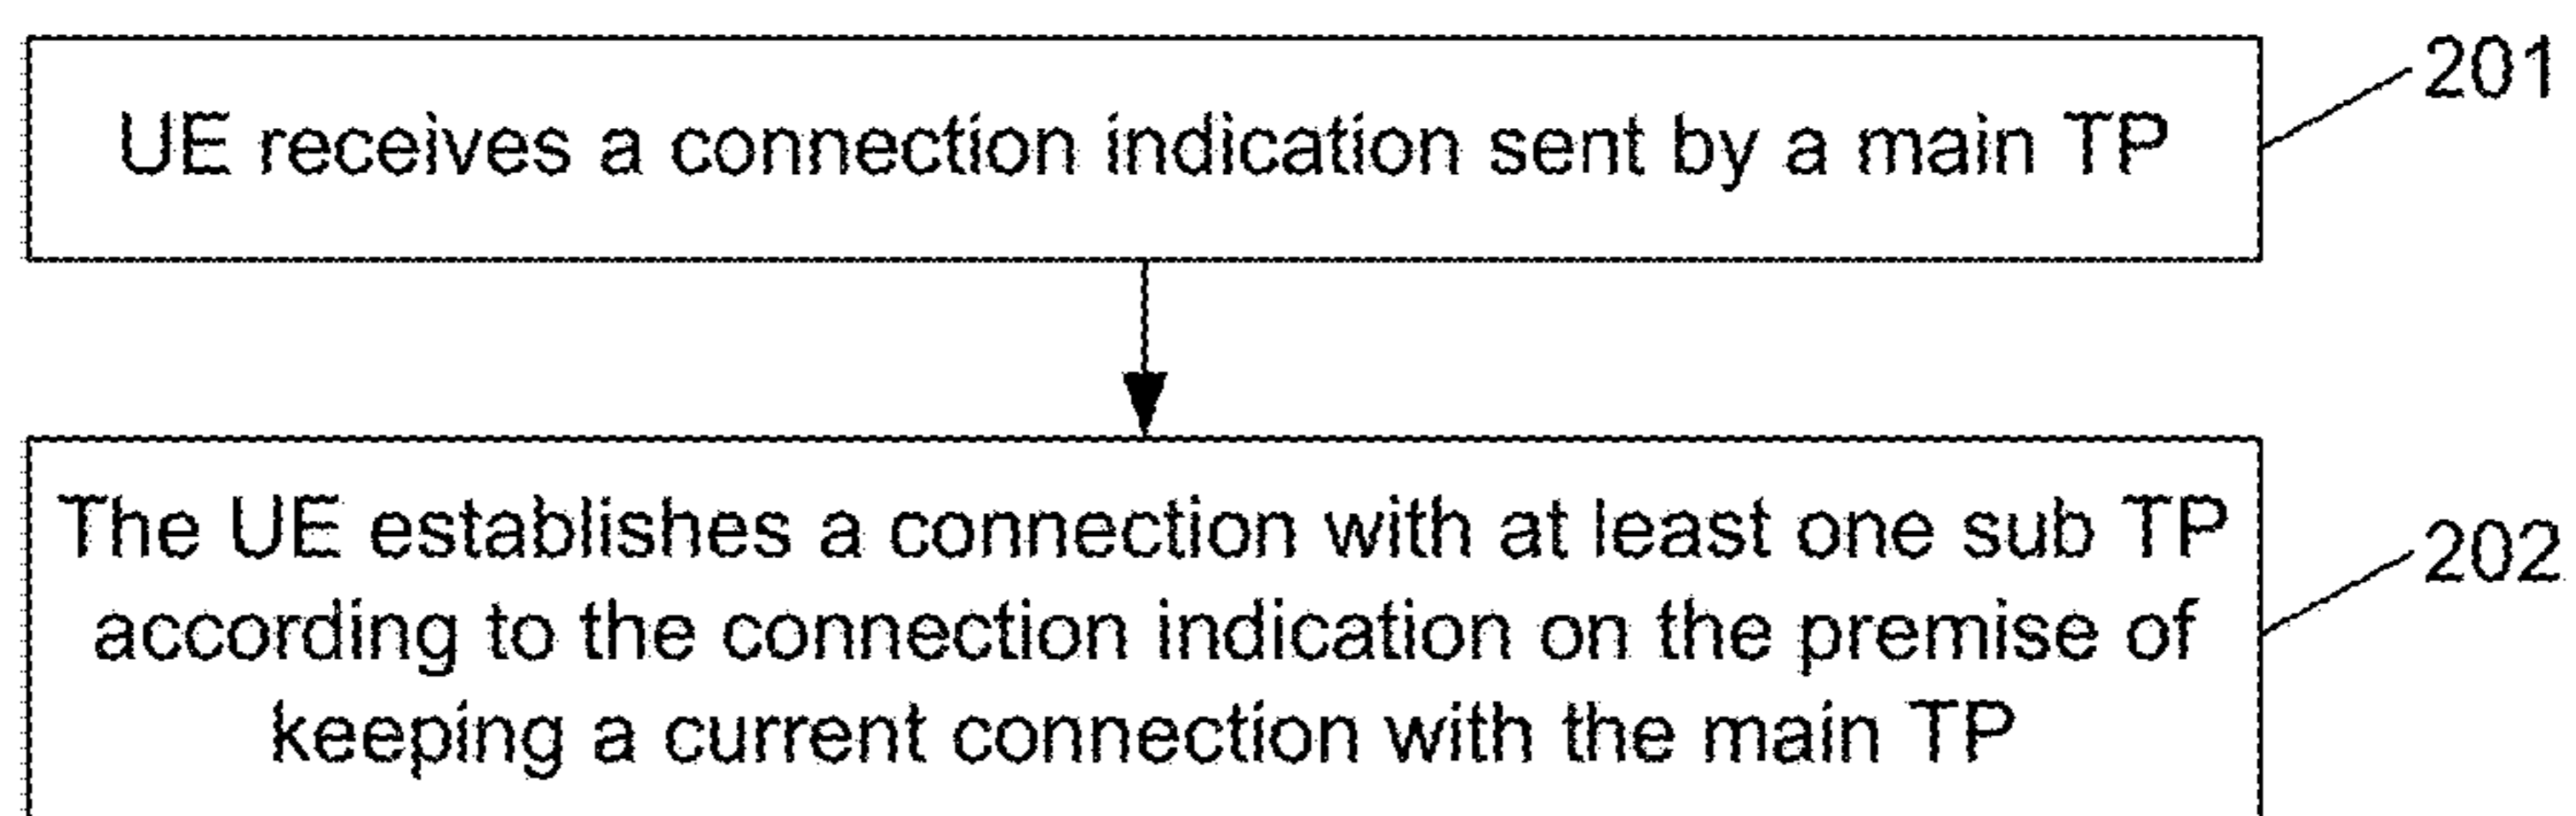 UE receives a connection indication sent by a main TP
201
The UE establishes a connection with at least one sub TP
according to the connection indication on the premise of
keeping a current connection with the main TP
202